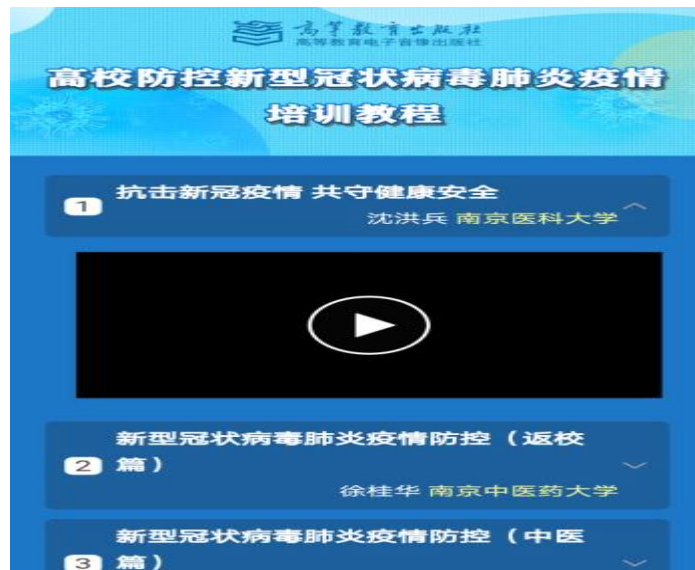 高等教育出版社
高等教育电子音像出版社
高校防控新型冠状病毒肺炎疫情
培训教程
1
抗击新冠疫情 共守健康安全
沈洪兵 南京医科大学
新型冠状病毒肺炎疫情防控（返校
2 篇）
徐桂华 南京中医药大学
新型冠状病毒肺炎疫情防控（中医
3 篇）